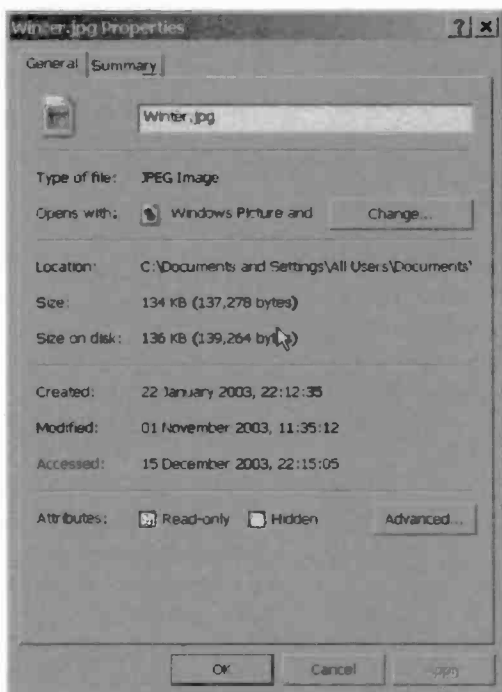 Winter.jpg Properties
General Summary
Winter.jpg
Type of file: JPEG Image
Opens with: Windows Picture and Change...
Location: C:\Documents and Settings\All Users\Documents\
Size: 134 KB (137,278 bytes)
Size on disk: 136 KB (139,264 bytes)
Created: 22 January 2003, 22:12:35
Modified: 01 November 2003, 11:35:12
Accessed: 15 December 2003, 22:15:05
Attributes: Read-only Hidden Advanced...
OK Cancel Apply